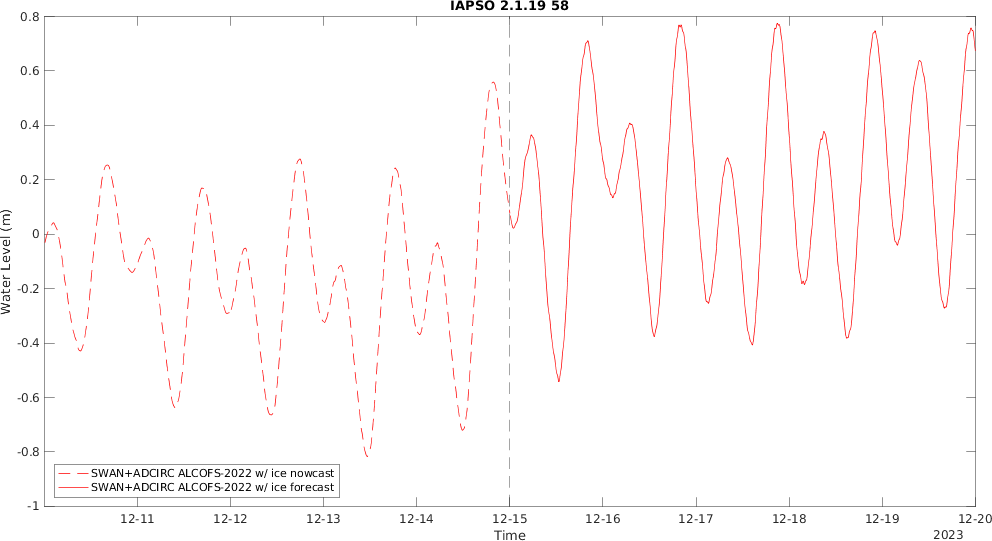 IAPSO 2.1.19 58
0.8
0.6
0.4
0.2
0
-0.2
-0.4
-0.6
-0.8
-1
Water Level (m)
SWAN+ADCIRC ALCOFS-2022 w/ ice nowcast
SWAN+ADCIRC ALCOFS-2022 w/ ice forecast
12-11 12-12 12-13 12-14 12-15 12-16 12-17 12-18 12-19 12-20
Time
2023